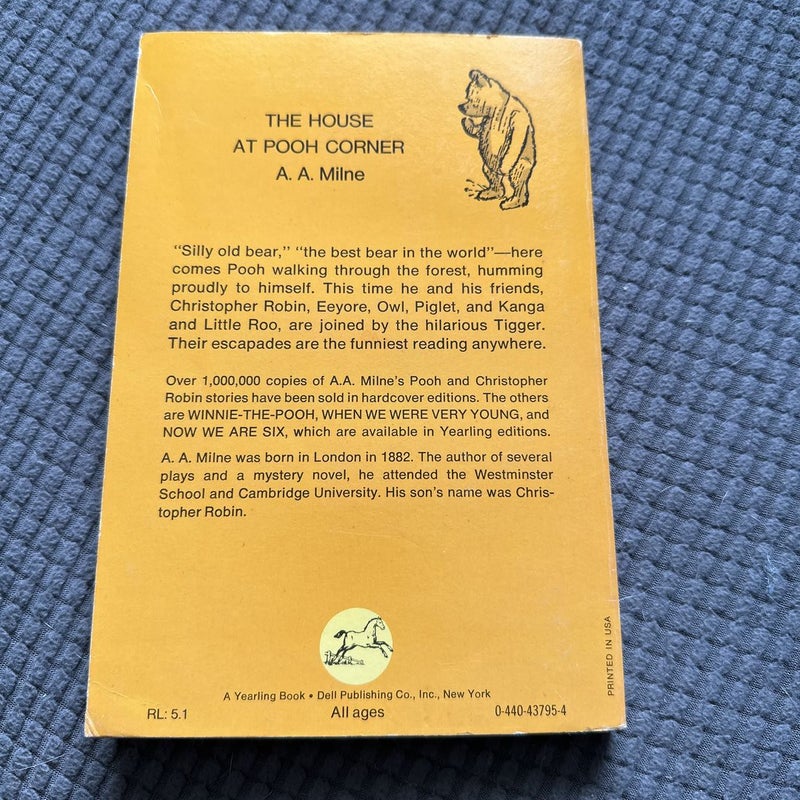 THE HOUSE
AT POOH CORNER
A. A. Milne
"Silly old bear," "the best bear in the world"—here
comes Pooh walking through the forest, humming
proudly to himself. This time he and his friends,
Christopher Robin, Eeyore, Owl, Piglet, and Kanga
and Little Roo, are joined by the hilarious Tigger.
Their escapades are the funniest reading anywhere.
Over 1,000,000 copies of A.A. Milne's Pooh and Christopher
Robin stories have been sold in hardcover editions. The others
are WINNIE-THE-POOH, WHEN WE WERE VERY YOUNG, and
NOW WE ARE SIX, which are available in Yearling editions.
A. A. Milne was born in London in 1882. The author of several
plays and a mystery novel, he attended the Westminster
School and Cambridge University. His son's name was Chris-
topher Robin.
A Yearling Book • Dell Publishing Co., Inc., New York
RL: 5.1
All ages
0-440-43795-4
PRINTED IN USA